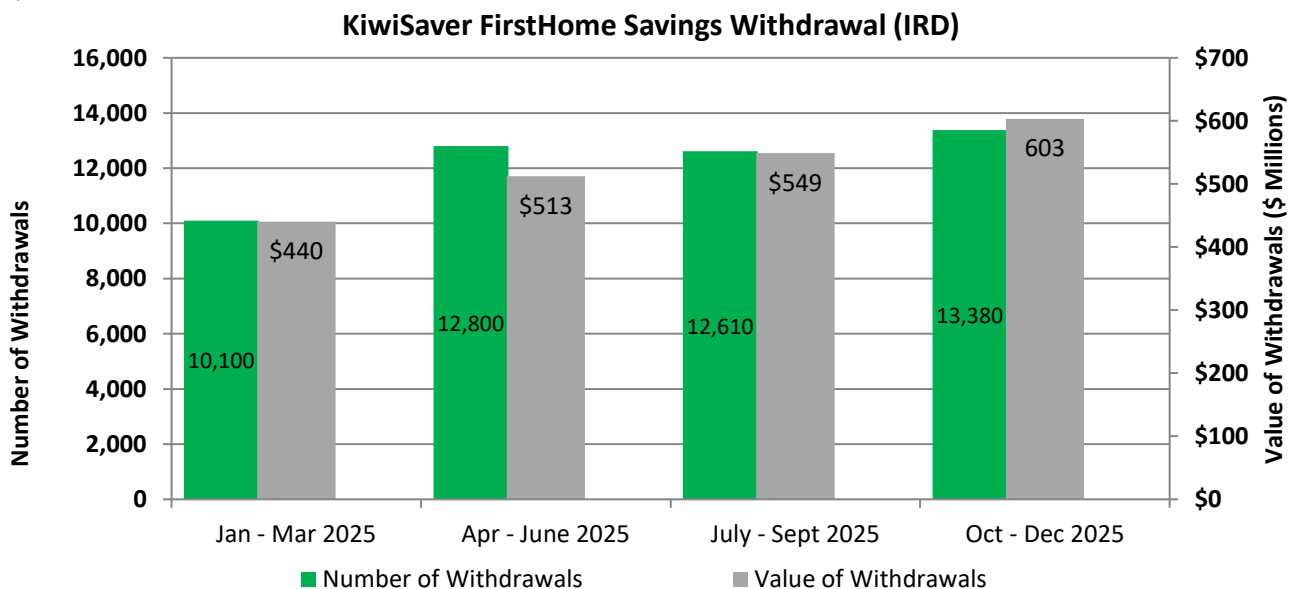 KiwiSaver FirstHome Savings Withdrawal (IRD)
Number of Withdrawals
16,000
14,000
12,000
10,000
8,000
6,000
4,000
2,000
0
10,100
$440
12,800
$513
12,610
$549
13,380
603
$700
$600
$500
$400
$300
$200
$100
$0
Value of Withdrawals ($ Millions)
Jan - Mar 2025
Apr - June 2025
July - Sept 2025
Oct - Dec 2025
Number of Withdrawals
Value of Withdrawals